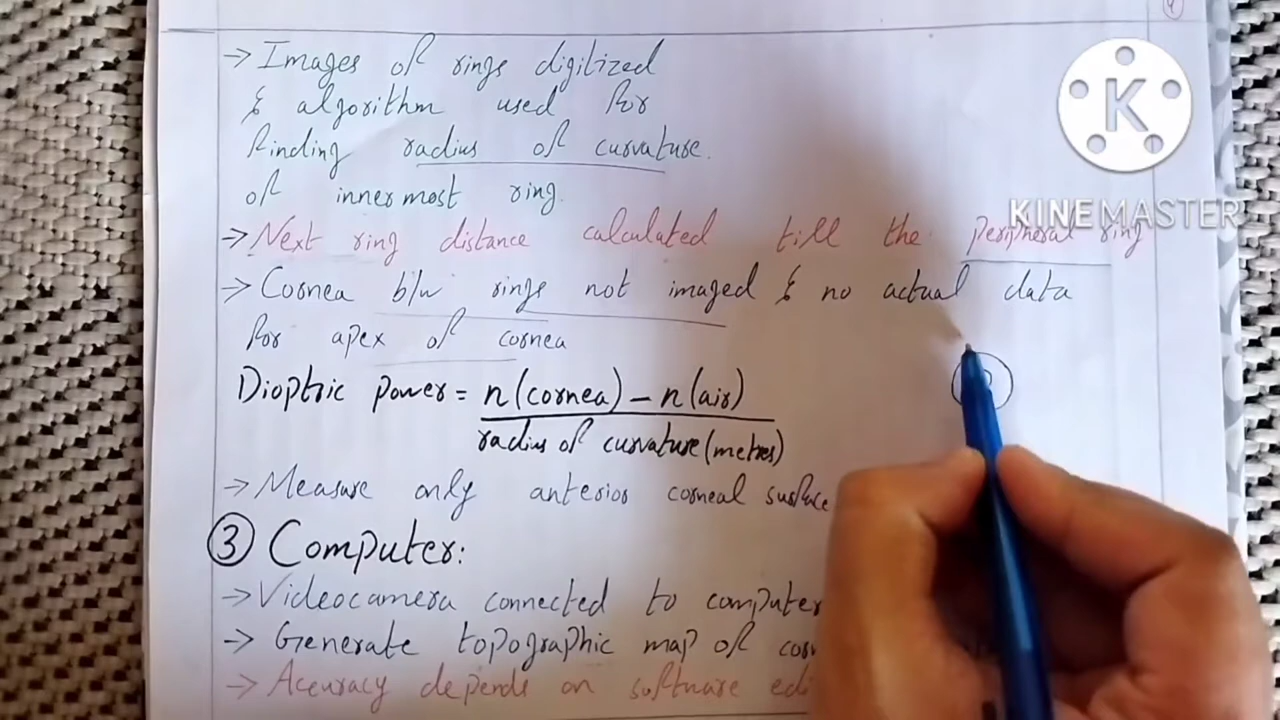 4
→ Images of rings digitized
& algorithm used for
finding radius of curvature.
of innermost ring.
→ Next ring distance calculated till the peripheral ring
→ Cornea b/w rings not imaged & no actual data
for apex of cornea
Dioptric power = n(cornea) - n(air)
radius of curvature (metres)
→ Measure only anterior corneal surface
③ Computer:
→ Videocamera connected to computer
→ Generate topographic map of
→ Accuracy depends on software
K
KINEMASTER